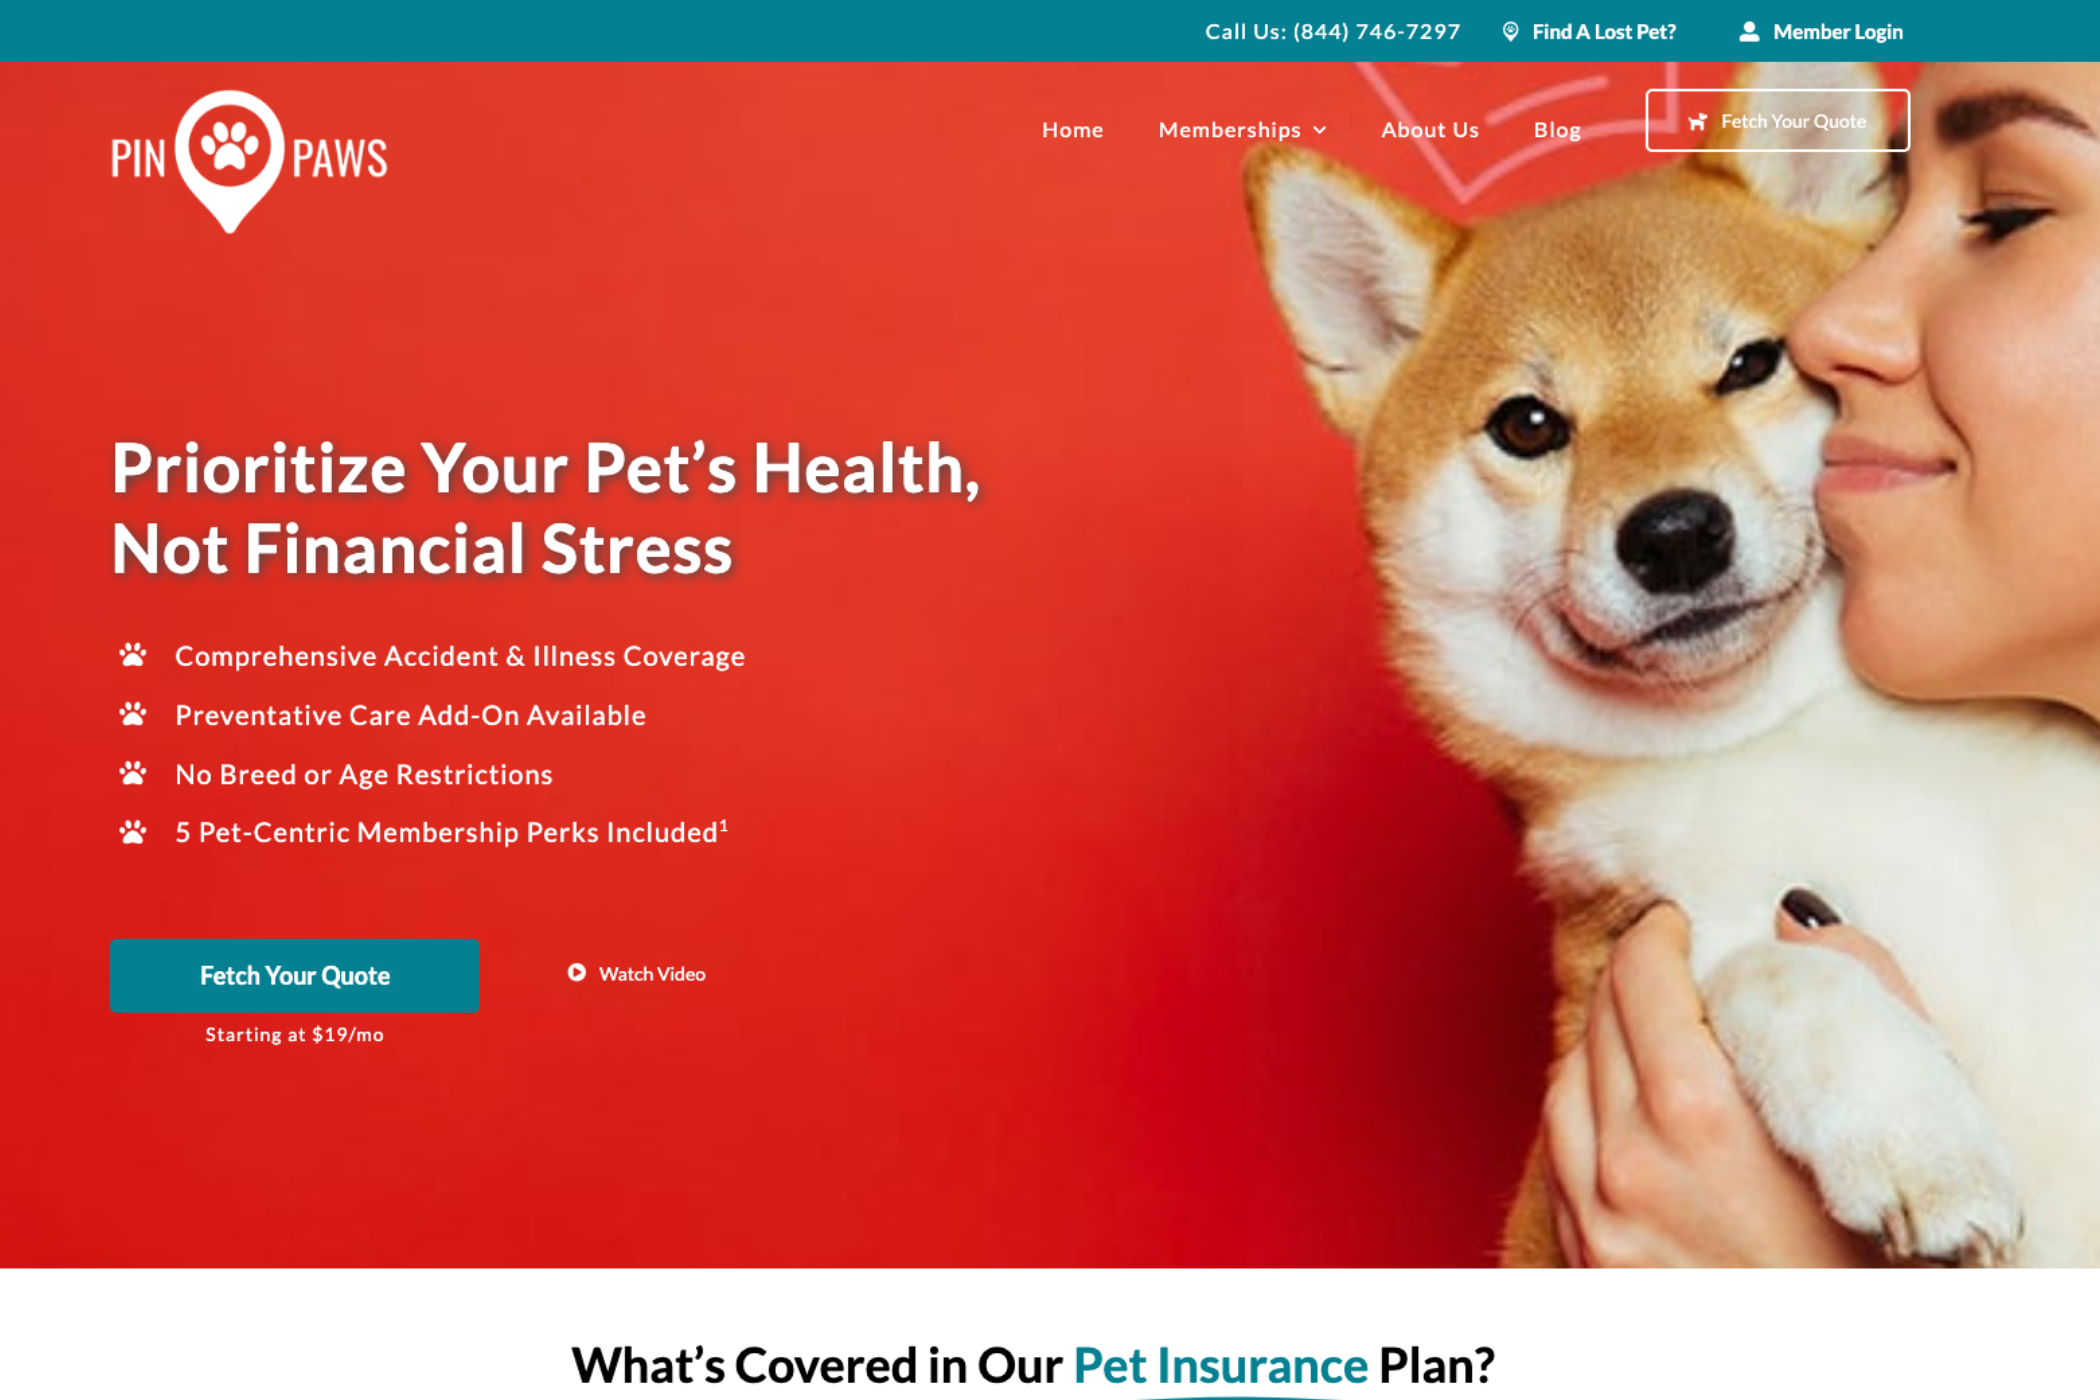 Call Us: (844) 746-7297 Find A Lost Pet? Member Login
PIN PAWS
Home Memberships About Us Blog Fetch Your Quote
Prioritize Your Pet’s Health,
Not Financial Stress
Comprehensive Accident & Illness Coverage
Preventative Care Add-On Available
No Breed or Age Restrictions
5 Pet-Centric Membership Perks Included¹
Fetch Your Quote
Watch Video
Starting at $19/mo
What’s Covered in Our Pet Insurance Plan?